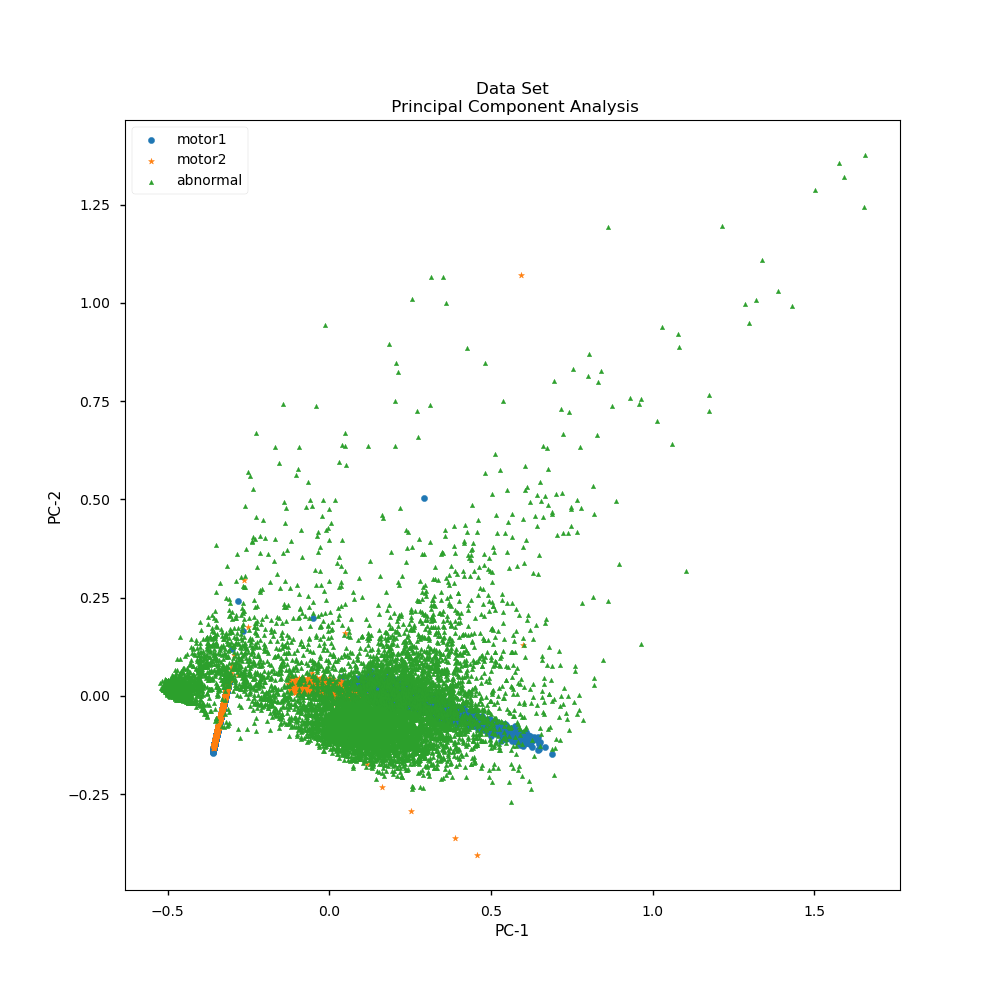 Data Set
Principal Component Analysis
motor1
motor2
abnormal
1.25
1.00
0.75
0.50
0.25
0.00
−0.25
PC-2
−0.5
0.0
0.5
1.0
1.5
PC-1